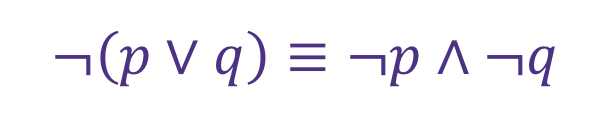 ¬(p ∨ q) ≡ ¬p ∧ ¬q